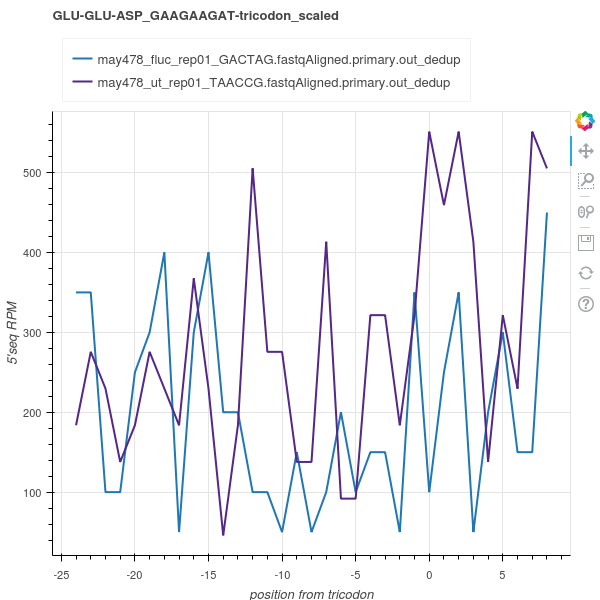 GLU-GLU-ASP_GAAGAAGAT-tricodon_scaled
may478_fluc_rep01_GACTAG.fastqAligned.primary.out_dedup
may478_ut_rep01_TAACCG.fastqAligned.primary.out_dedup
5'seq RPM
500
400
300
200
100
-25 -20 -15 -10 -5 0 5
position from tricodon